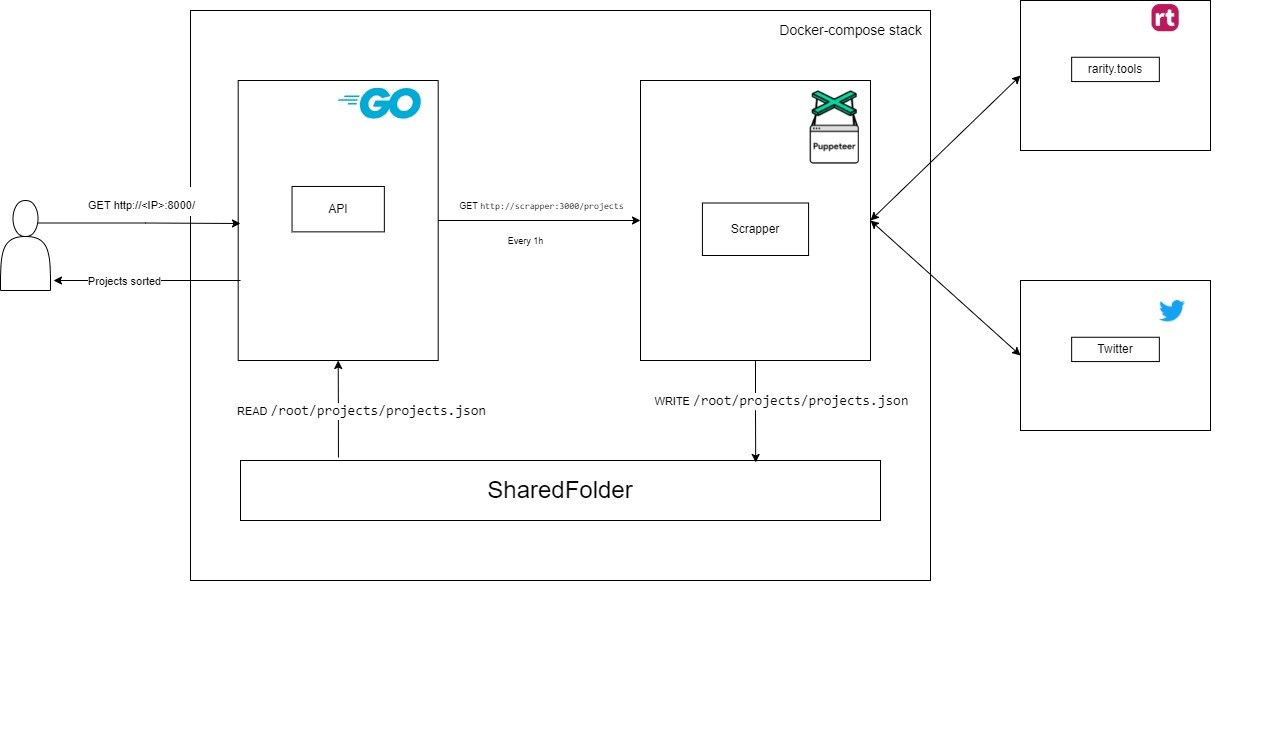 Docker-compose stack
rt
rarity.tools
GO
Puppeteer
GET http://<IP>:8000/
API
GET http://scrapper:3000/projects
Every 1h
Scrapper
Projects sorted
Twitter
READ /root/projects/projects.json
WRITE /root/projects/projects.json
SharedFolder